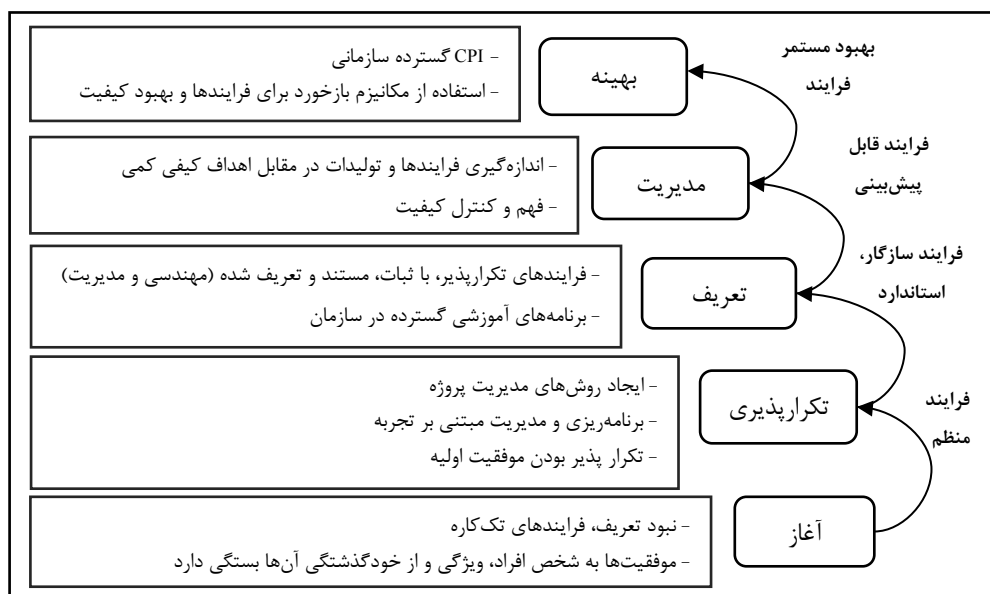 بهبود مستمر
فرایند
بهینه
- CPI گسترده سازمانی
- استفاده از مکانیزم بازخورد برای فرایندها و بهبود کیفیت
فرایند قابل
پیش‌بینی
مدیریت
- اندازه‌گیری فرایندها و تولیدات در مقابل اهداف کیفی کمی
- فهم و کنترل کیفیت
فرایند سازگار،
استاندارد
تعریف
- فرایندهای تکرارپذیر، با ثبات، مستند و تعریف شده (مهندسی و مدیریت)
- برنامه‌های آموزشی گسترده در سازمان
فرایند
منظم
تکرارپذیری
- ایجاد روش‌های مدیریت پروژه
- برنامه‌ریزی و مدیریت مبتنی بر تجربه
- تکرار پذیر بودن موفقیت اولیه
آغاز
- نبود تعریف، فرایندهای تک‌کاره
- موفقیت‌ها به شخص افراد، ویژگی و از خودگذشتگی آن‌ها بستگی دارد